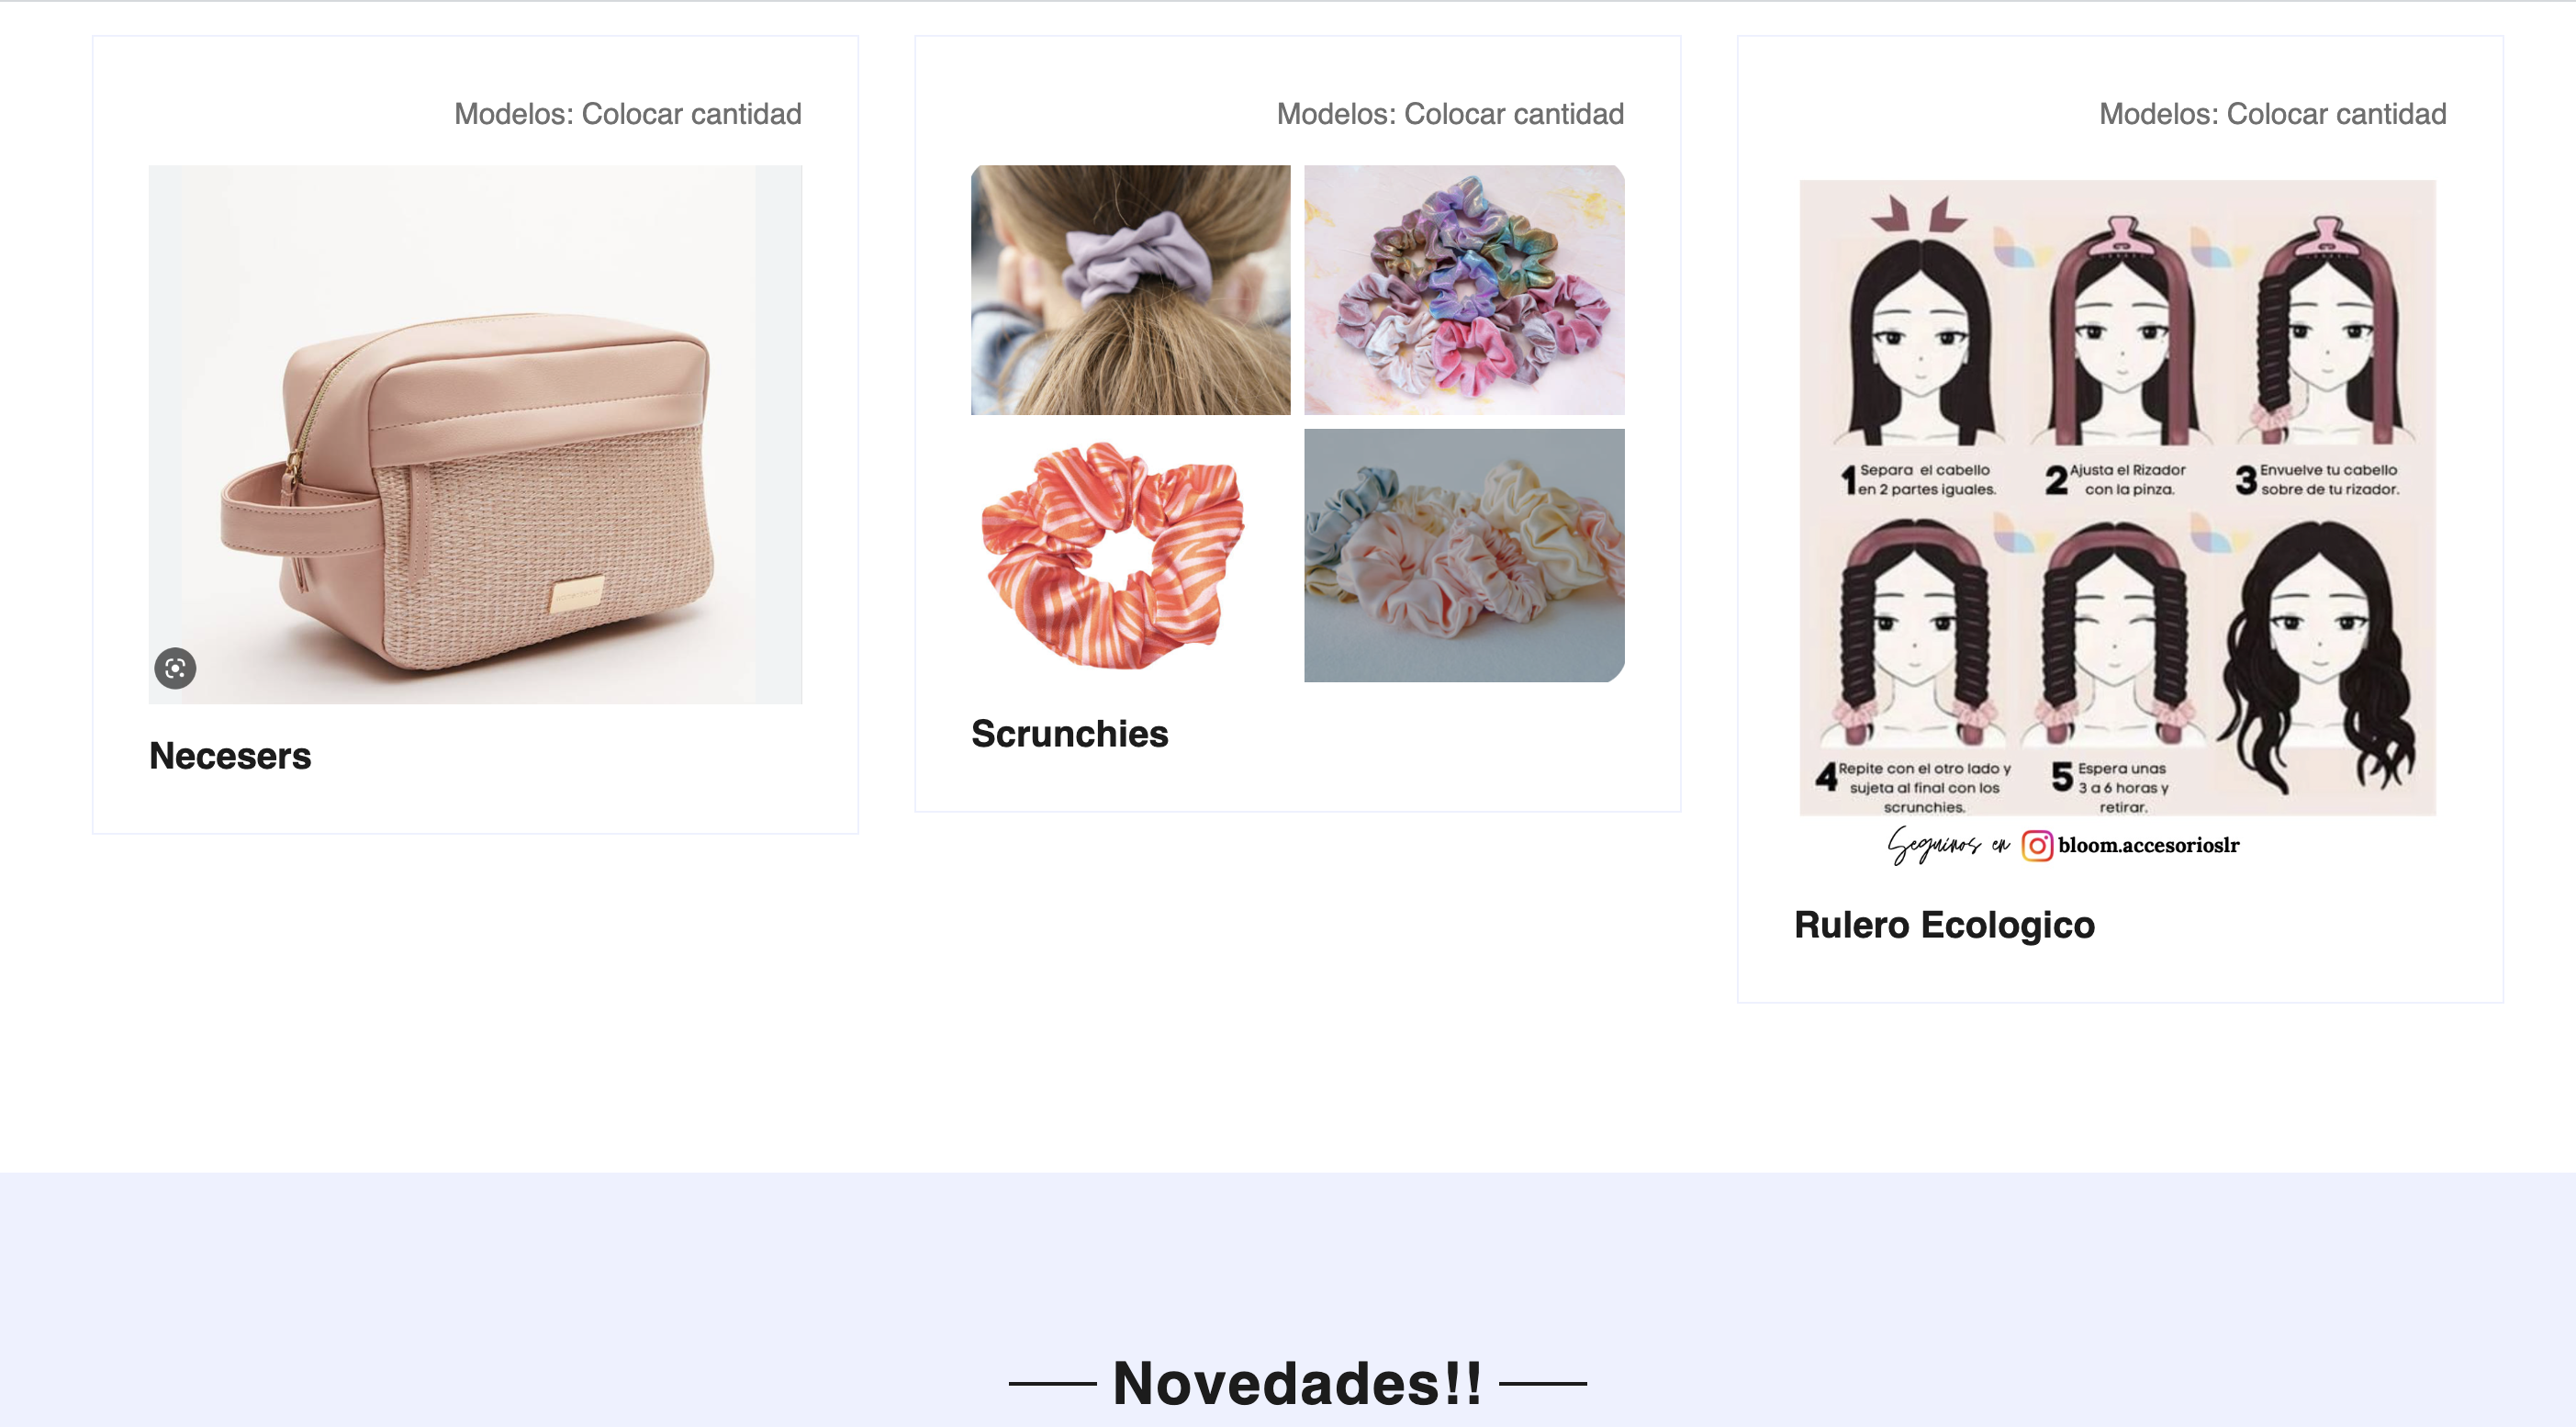 Modelos: Colocar cantidad
Necesers
Modelos: Colocar cantidad
Scrunchies
Modelos: Colocar cantidad
1 Separa el cabello
en 2 partes iguales.
2 Ajusta el Rizador
con la pinza.
3 Envuelve tu cabello
sobre de tu rizador.
4 Repite con el otro lado y
sujeta al final con los
scrunchies.
5 Espera unas
3 a 6 horas y
retirar.
Seguinos en bloom.accesorioslr
Rulero Ecologico
Novedades!!